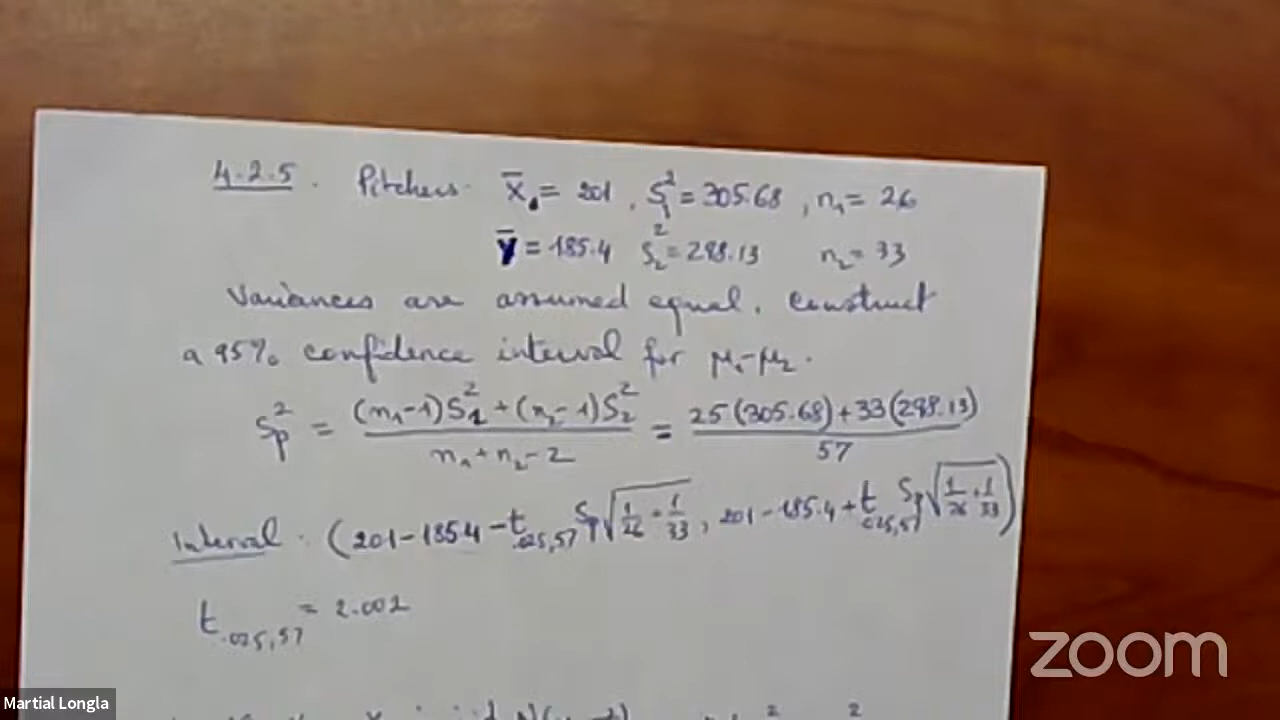 4.2.5. Pitchers. X̄₁ = 201, S₁² = 305.68, n₁ = 26
ȳ = 185.4 S₂² = 298.13 n₂ = 33
Variances are assumed equal. Construct
a 95% confidence interval for μ₁-μ₂.
Sp² = ((n₁-1)S₁² + (n₂-1)S₂²)/(n₁+n₂-2) = (25(305.68)+33(298.13))/57
Interval: (201-185.4 - t.025,57 Sp√(1/26 + 1/33), 201-185.4 + t.025,57 Sp√(1/26 + 1/33))
t.025,57 = 2.002
zoom
Martial Longla